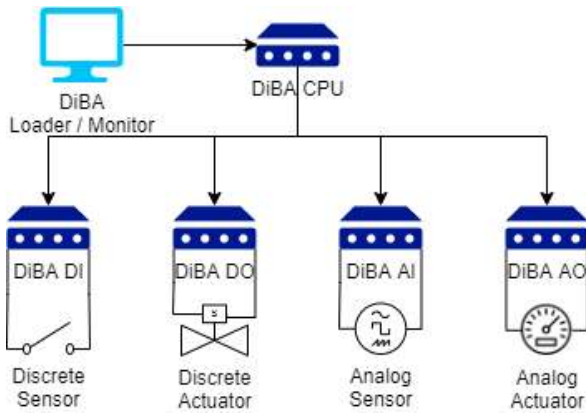 DiBA
Loader / Monitor
DiBA CPU
DiBA DI
DiBA DO
DiBA AI
DiBA AO
S
Discrete
Sensor
Discrete
Actuator
Analog
Sensor
Analog
Actuator